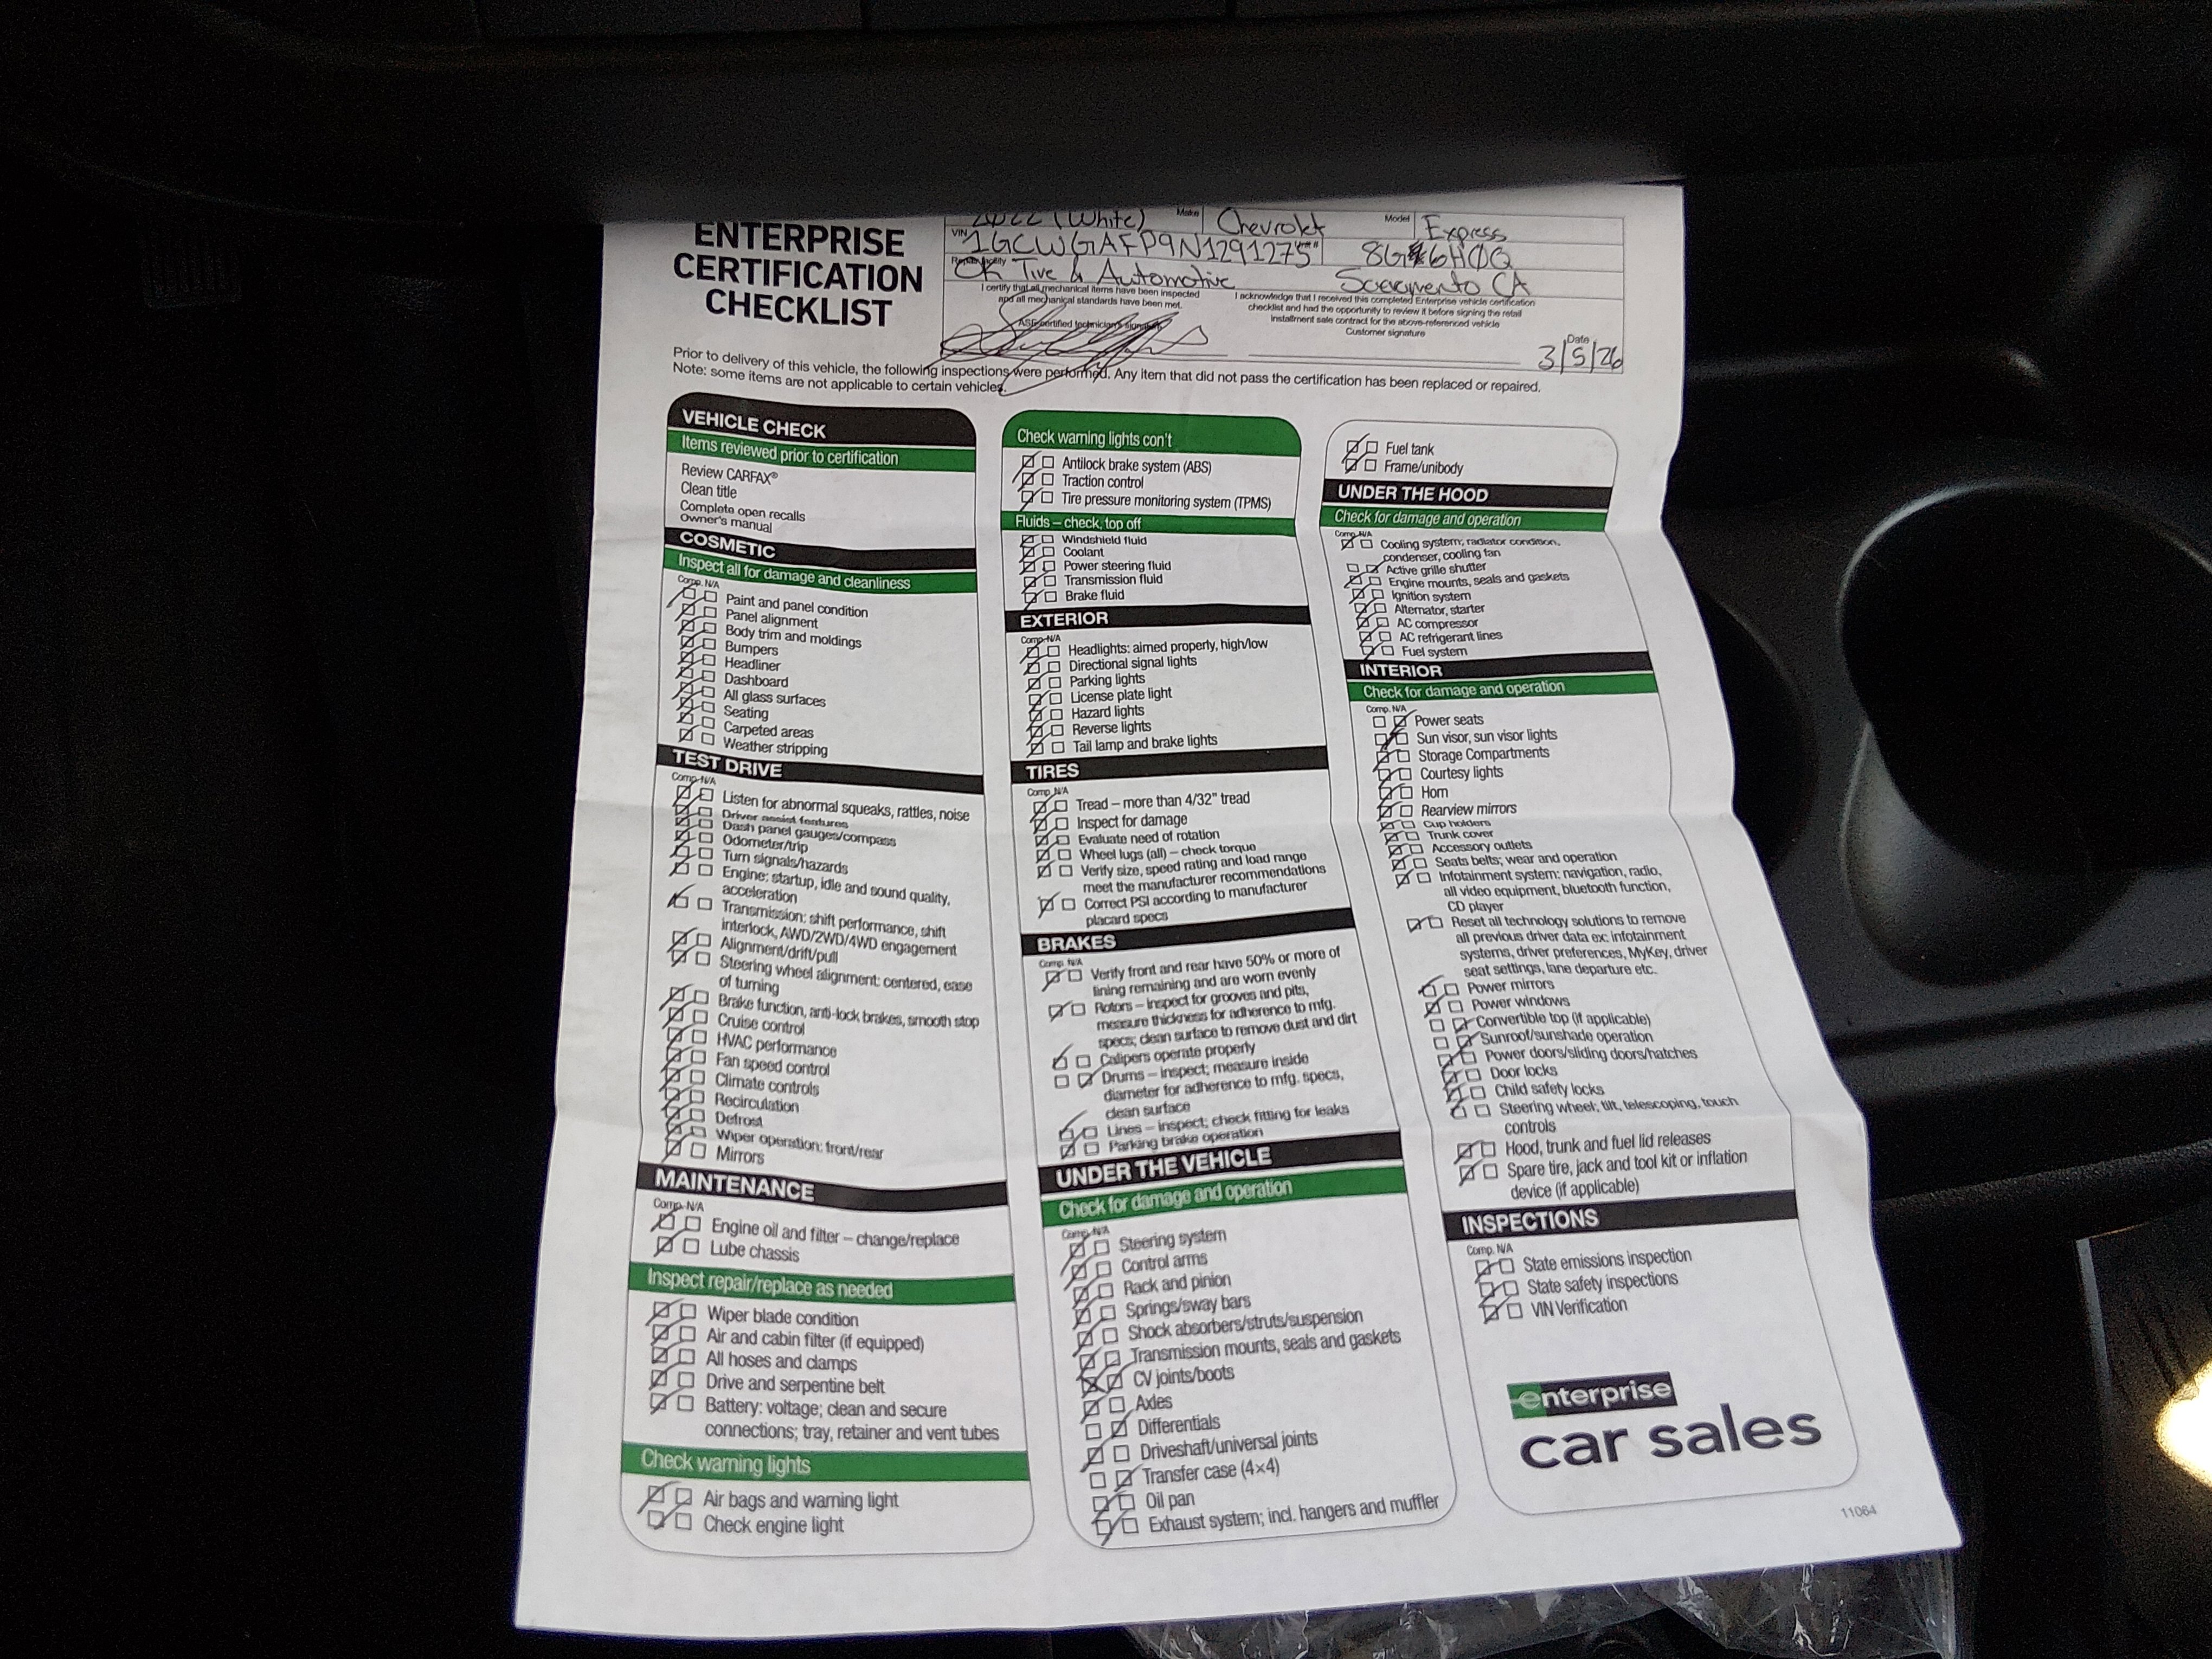 ENTERPRISE
CERTIFICATION
CHECKLIST
2022 (White) Make Chevrolet Model Express
VIN 1GCWGAFP9N1291275 8G46H0Q
Repair facility OK Tire & Automotive Sacramento CA
I certify that all mechanical items have been inspected
and all mechanical standards have been met.
ASE certified technician's signature
I acknowledge that I received this completed Enterprise vehicle certification
checklist and had the opportunity to review it before signing the retail
installment sale contract for the above-referenced vehicle
Customer signature
Date
3/5/26
Prior to delivery of this vehicle, the following inspections were performed. Any item that did not pass the certification has been replaced or repaired.
Note: some items are not applicable to certain vehicles.
VEHICLE CHECK
Items reviewed prior to certification
Review CARFAX®
Clean title
Complete open recalls
Owner's manual
COSMETIC
Inspect all for damage and cleanliness
Comp. N/A
Paint and panel condition
Panel alignment
Body trim and moldings
Bumpers
Headliner
Dashboard
All glass surfaces
Seating
Carpeted areas
Weather stripping
TEST DRIVE
Comp. N/A
Listen for abnormal squeaks, rattles, noise
Driver assist features
Dash panel gauges/compass
Odometer/trip
Turn signals/hazards
Engine: startup, idle and sound quality,
acceleration
Transmission: shift performance, shift
interlock, AWD/2WD/4WD engagement
Alignment/drift/pull
Steering wheel alignment: centered, ease
of turning
Brake function, anti-lock brakes, smooth stop
Cruise control
HVAC performance
Fan speed control
Climate controls
Recirculation
Defrost
Wiper operation: front/rear
Mirrors
MAINTENANCE
Comp. N/A
Engine oil and filter – change/replace
Lube chassis
Inspect repair/replace as needed
Wiper blade condition
Air and cabin filter (if equipped)
All hoses and clamps
Drive and serpentine belt
Battery: voltage; clean and secure
connections; tray, retainer and vent tubes
Check warning lights
Air bags and warning light
Check engine light
Check warning lights con't
Antilock brake system (ABS)
Traction control
Tire pressure monitoring system (TPMS)
Fluids – check, top off
Windshield fluid
Coolant
Power steering fluid
Transmission fluid
Brake fluid
EXTERIOR
Comp. N/A
Headlights: aimed properly, high/low
Directional signal lights
Parking lights
License plate light
Hazard lights
Reverse lights
Tail lamp and brake lights
TIRES
Comp. N/A
Tread – more than 4/32" tread
Inspect for damage
Evaluate need of rotation
Wheel lugs (all) – check torque
Verify size, speed rating and load range
meet the manufacturer recommendations
Correct PSI according to manufacturer
placard specs
BRAKES
Comp. N/A
Verify front and rear have 50% or more of
lining remaining and are worn evenly
Rotors – inspect for grooves and pits,
measure thickness for adherence to mfg.
specs; clean surface to remove dust and dirt
Calipers operate properly
Drums – inspect; measure inside
diameter for adherence to mfg. specs,
clean surface
Lines – inspect; check fitting for leaks
Parking brake operation
UNDER THE VEHICLE
Check for damage and operation
Comp. N/A
Steering system
Control arms
Rack and pinion
Springs/sway bars
Shock absorbers/struts/suspension
Transmission mounts, seals and gaskets
CV joints/boots
Axles
Differentials
Driveshaft/universal joints
Transfer case (4×4)
Oil pan
Exhaust system; incl. hangers and muffler
Fuel tank
Frame/unibody
UNDER THE HOOD
Check for damage and operation
Comp. N/A
Cooling system; radiator condition,
condenser, cooling fan
Active grille shutter
Engine mounts, seals and gaskets
Ignition system
Alternator, starter
AC compressor
AC refrigerant lines
Fuel system
INTERIOR
Check for damage and operation
Comp. N/A
Power seats
Sun visor, sun visor lights
Storage Compartments
Courtesy lights
Horn
Rearview mirrors
Cup holders
Trunk cover
Accessory outlets
Seats belts; wear and operation
Infotainment system: navigation, radio,
all video equipment, bluetooth function,
CD player
Reset all technology solutions to remove
all previous driver data ex: infotainment
systems, driver preferences, MyKey, driver
seat settings, lane departure etc.
Power mirrors
Power windows
Convertible top (if applicable)
Sunroof/sunshade operation
Power doors/sliding doors/hatches
Door locks
Child safety locks
Steering wheel; tilt, telescoping, touch
controls
Hood, trunk and fuel lid releases
Spare tire, jack and tool kit or inflation
device (if applicable)
INSPECTIONS
Comp. N/A
State emissions inspection
State safety inspections
VIN Verification
enterprise
car sales
11064